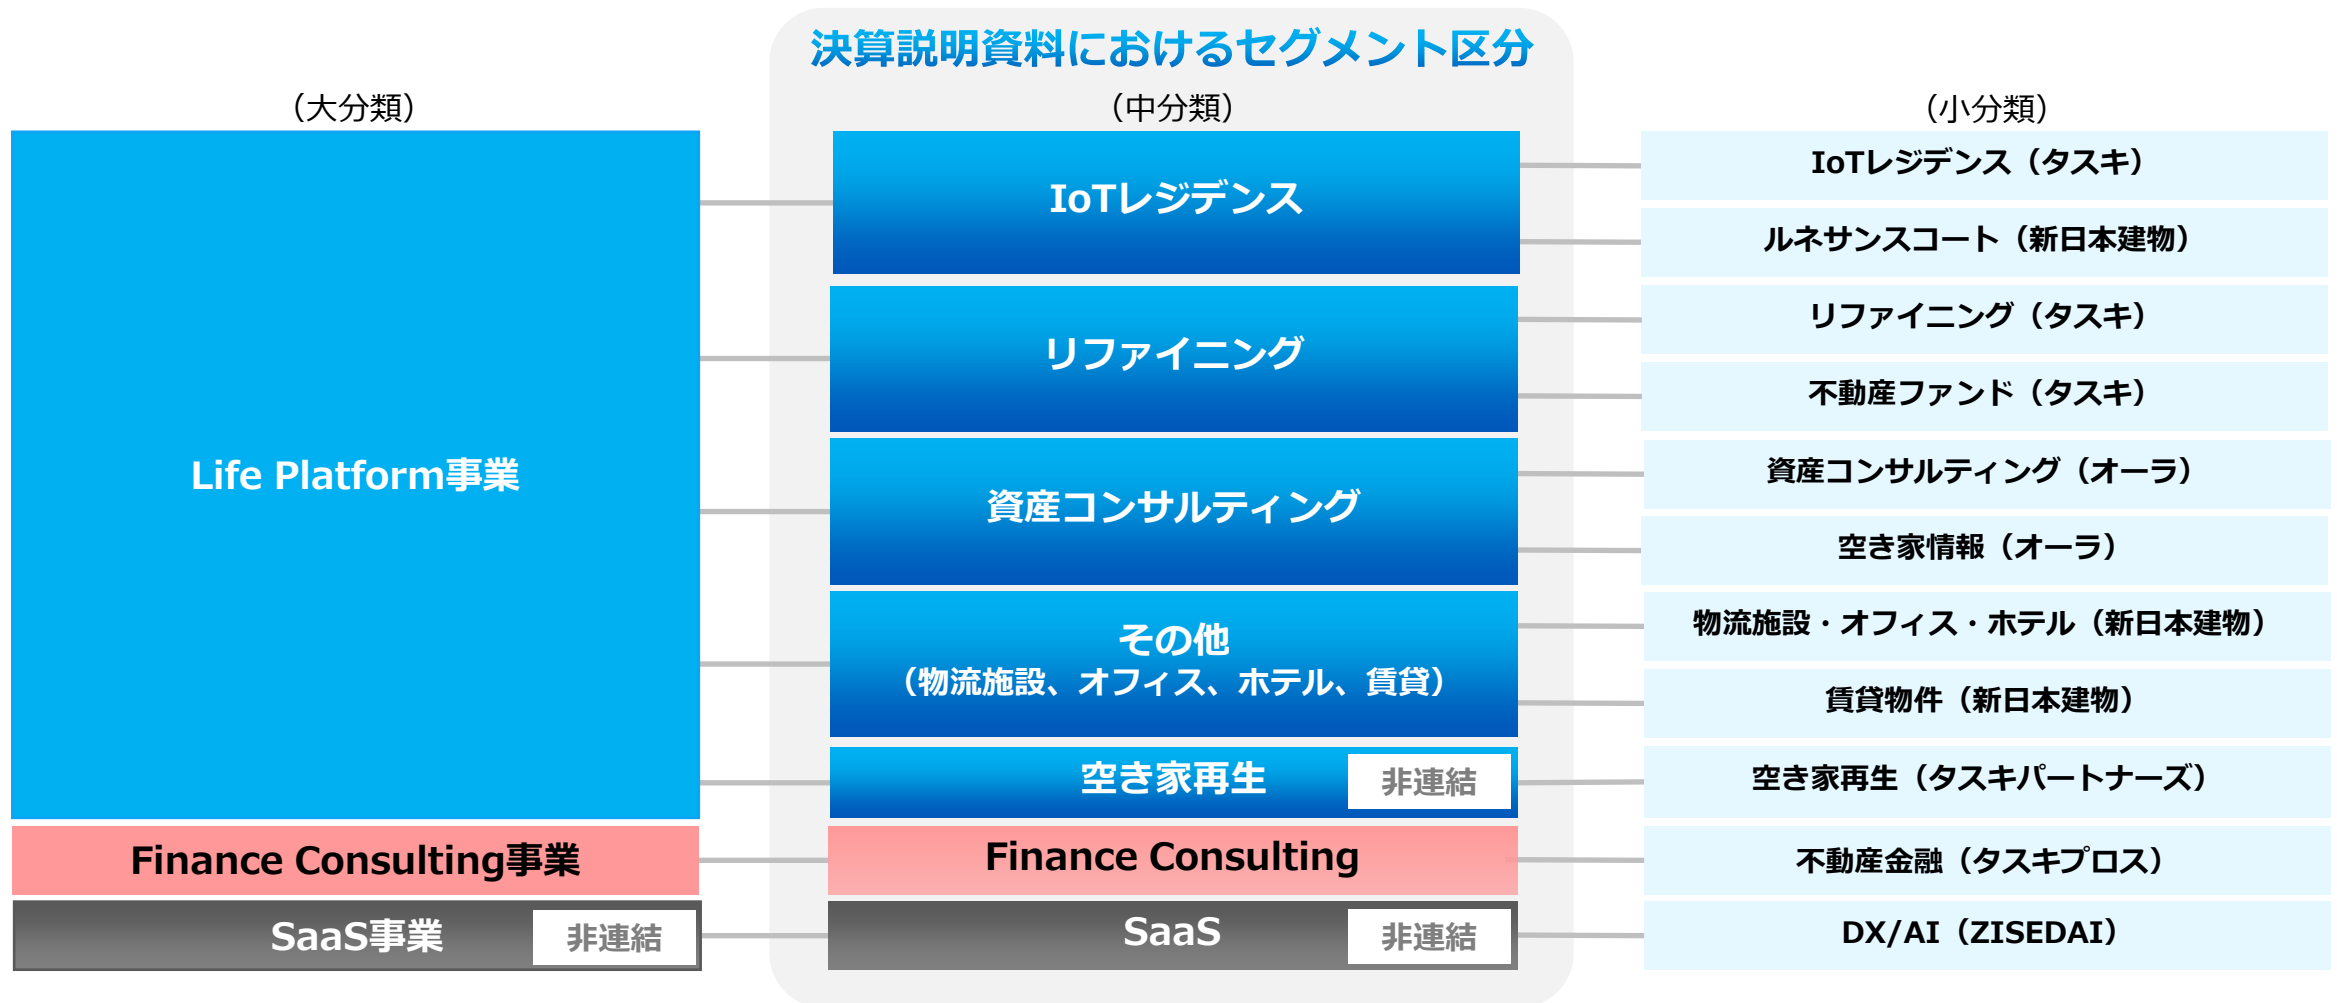 決算説明資料におけるセグメント区分
（大分類）
（中分類）
（小分類）
Life Platform事業
IoTレジデンス
IoTレジデンス（タスキ）
ルネサンスコート（新日本建物）
リファイニング
リファイニング（タスキ）
不動産ファンド（タスキ）
資産コンサルティング
資産コンサルティング（オーラ）
空き家情報（オーラ）
その他
（物流施設、オフィス、ホテル、賃貸）
物流施設・オフィス・ホテル（新日本建物）
賃貸物件（新日本建物）
空き家再生
非連結
空き家再生（タスキパートナーズ）
Finance Consulting事業
Finance Consulting
不動産金融（タスキプロス）
SaaS事業
非連結
SaaS
非連結
DX/AI（ZISEDAI）